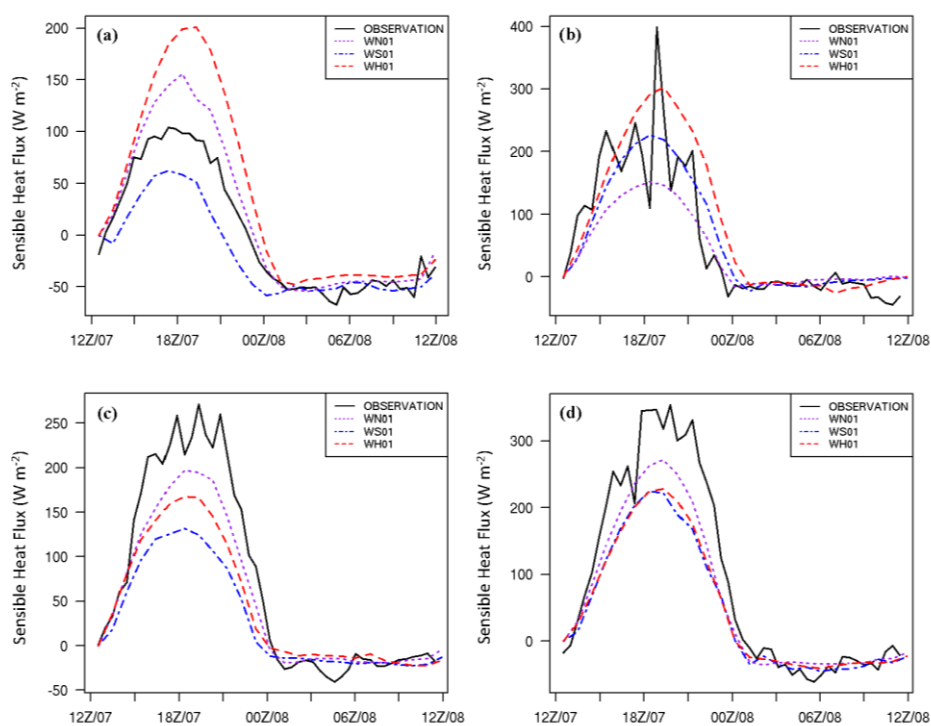 (a)
OBSERVATION
WN01
WS01
WH01
Sensible Heat Flux (W m-2)
200
150
100
50
0
-50
12Z/07 18Z/07 00Z/08 06Z/08 12Z/08
(b)
OBSERVATION
WN01
WS01
WH01
Sensible Heat Flux (W m-2)
400
300
200
100
0
12Z/07 18Z/07 00Z/08 06Z/08 12Z/08
(c)
OBSERVATION
WN01
WS01
WH01
Sensible Heat Flux (W m-2)
250
200
150
100
50
0
-50
12Z/07 18Z/07 00Z/08 06Z/08 12Z/08
(d)
OBSERVATION
WN01
WS01
WH01
Sensible Heat Flux (W m-2)
300
200
100
0
12Z/07 18Z/07 00Z/08 06Z/08 12Z/08